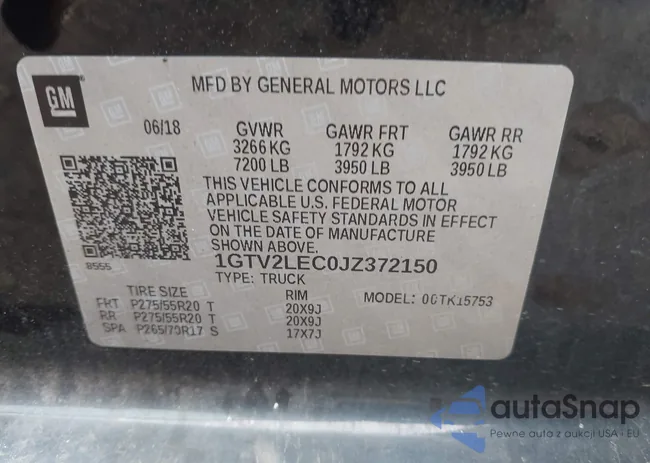 GM
MFD BY GENERAL MOTORS LLC
06/18 GVWR GAWR FRT GAWR RR
3266 KG 1792 KG 1792 KG
7200 LB 3950 LB 3950 LB
THIS VEHICLE CONFORMS TO ALL
APPLICABLE U.S. FEDERAL MOTOR
VEHICLE SAFETY STANDARDS IN EFFECT
ON THE DATE OF MANUFACTURE
SHOWN ABOVE.
8555
1GTV2LEC0JZ372150
TYPE: TRUCK
TIRE SIZE RIM MODEL: 00TK15753
FRT P275/55R20 T 20X9J
RR P275/55R20 T 20X9J
SPA P265/70R17 S 17X7J
autaSnap
Pewne auta z aukcji USA - EU